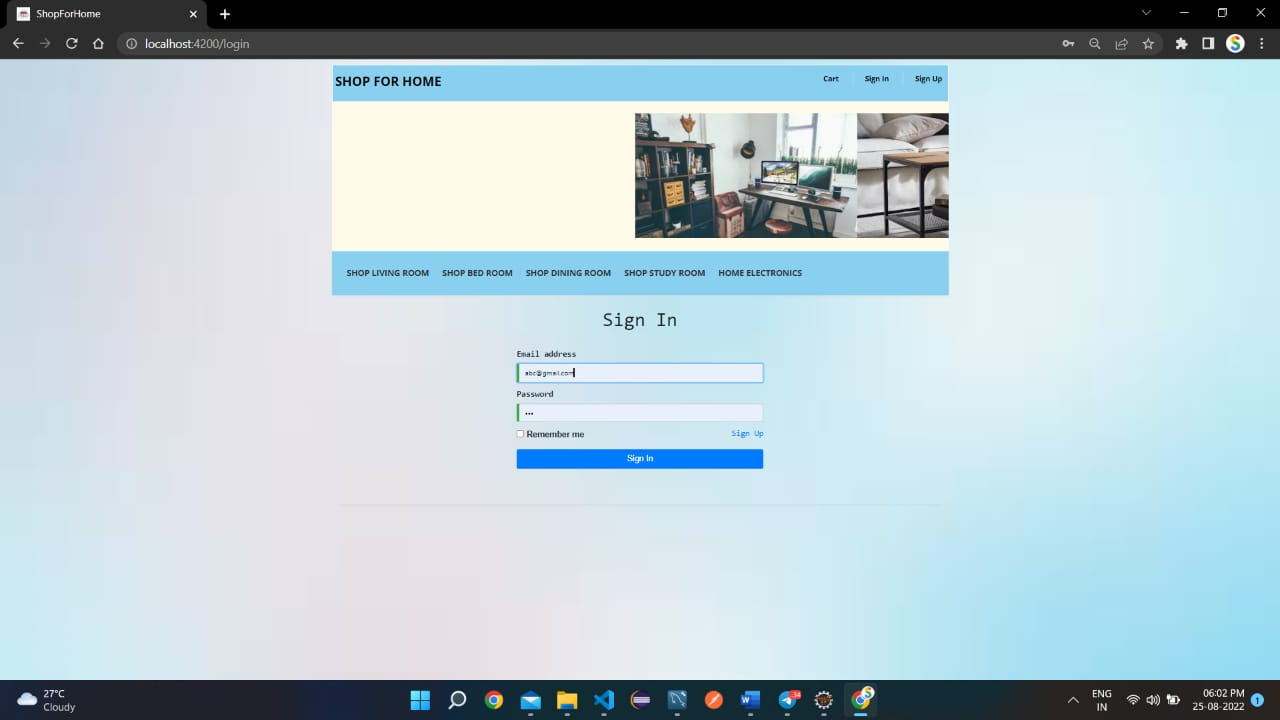 ShopForHome
localhost:4200/login
SHOP FOR HOME
Cart
Sign In
Sign Up
SHOP LIVING ROOM
SHOP BED ROOM
SHOP DINING ROOM
SHOP STUDY ROOM
HOME ELECTRONICS
Sign In
Email address
abc@gmail.com
Password
Remember me
Sign Up
Sign In
27°C
Cloudy
34
ENG
IN
06:02 PM
25-08-2022
1